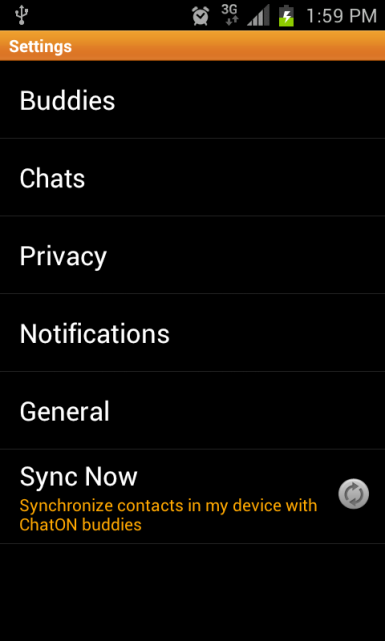 3G 1:59 PM
Settings
Buddies
Chats
Privacy
Notifications
General
Sync Now
Synchronize contacts in my device with
ChatON buddies